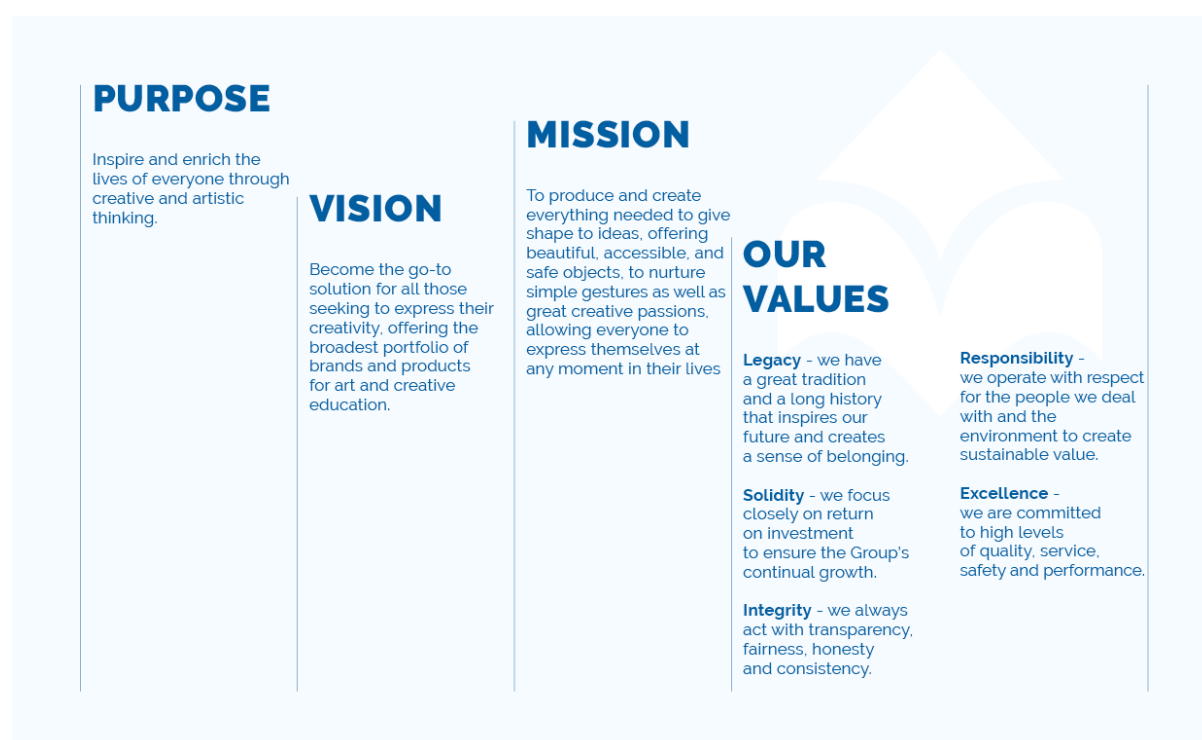 PURPOSE
Inspire and enrich the
lives of everyone through
creative and artistic
thinking.
VISION
Become the go-to
solution for all those
seeking to express their
creativity, offering the
broadest portfolio of
brands and products
for art and creative
education.
MISSION
To produce and create
everything needed to give
shape to ideas, offering
beautiful, accessible, and
safe objects, to nurture
simple gestures as well as
great creative passions,
allowing everyone to
express themselves at
any moment in their lives
OUR
VALUES
Legacy - we have
a great tradition
and a long history
that inspires our
future and creates
a sense of belonging.
Solidity - we focus
closely on return
on investment
to ensure the Group's
continual growth.
Integrity - we always
act with transparency,
fairness, honesty
and consistency.
Responsibility -
we operate with respect
for the people we deal
with and the
environment to create
sustainable value.
Excellence -
we are committed
to high levels
of quality, service,
safety and performance.